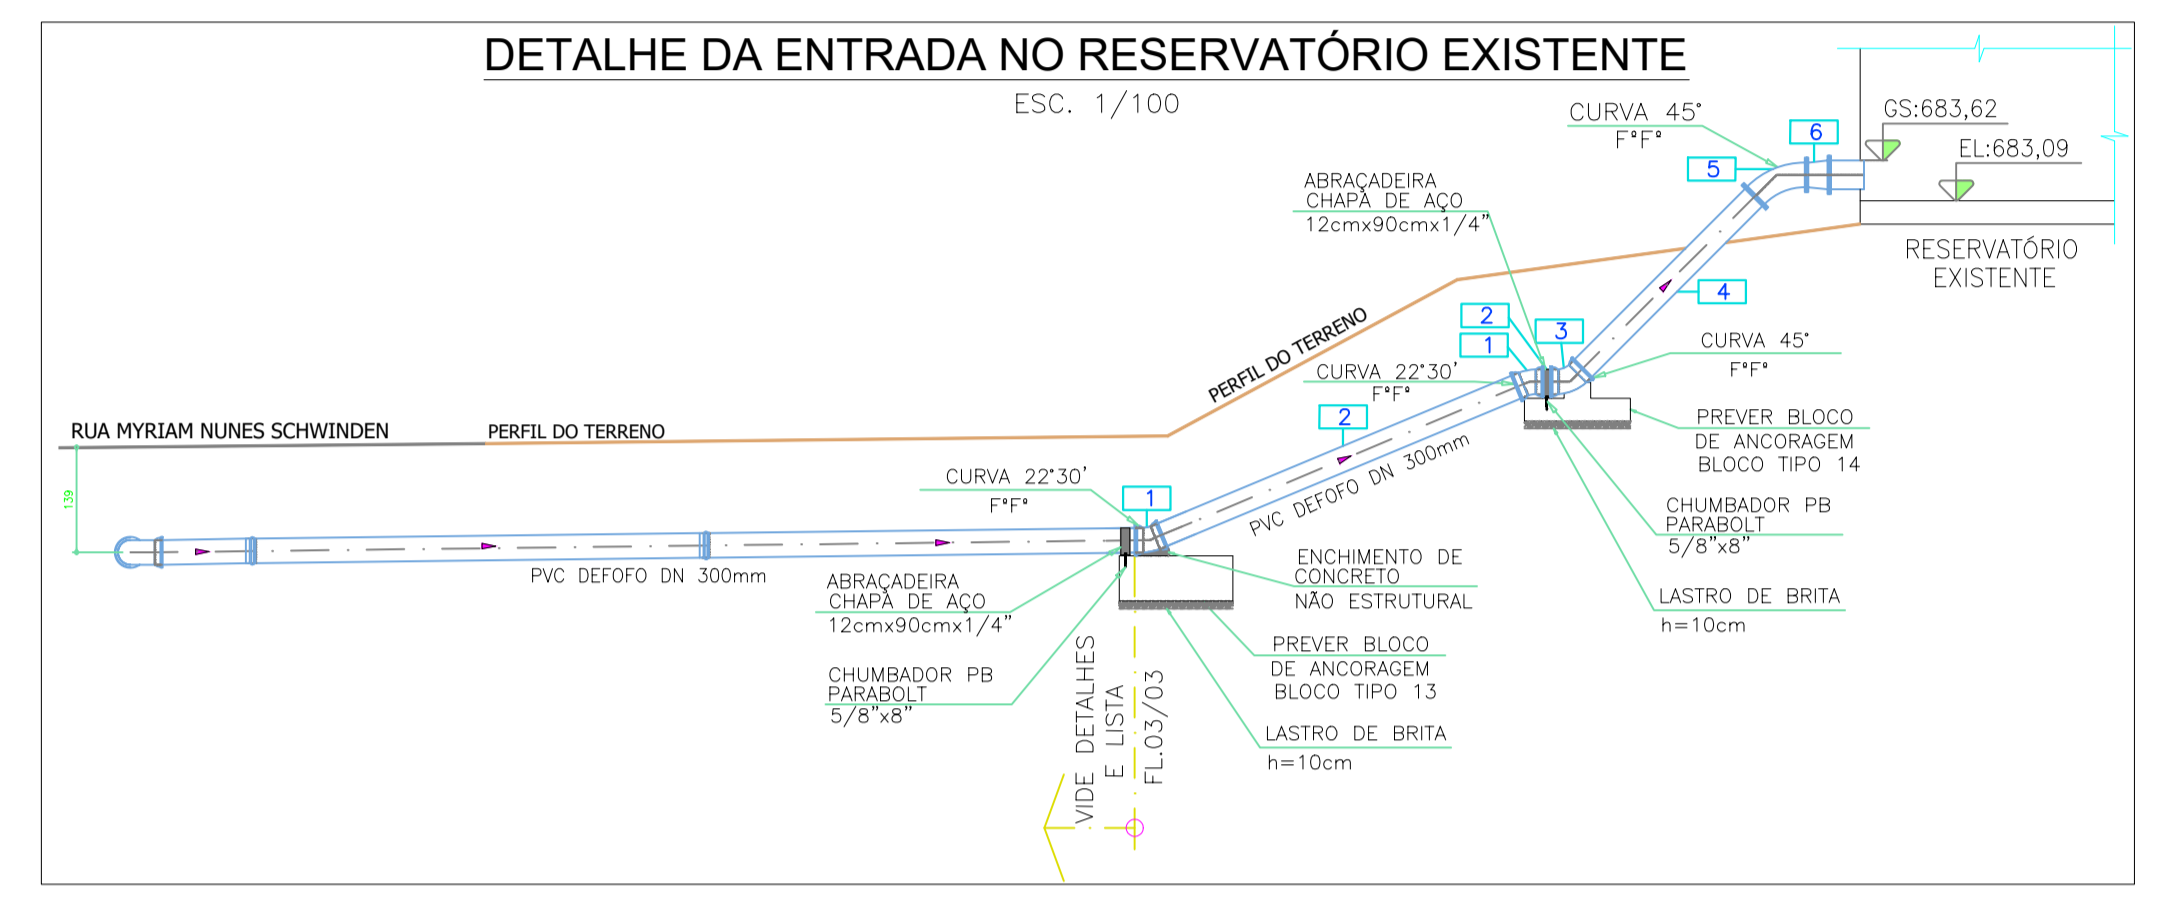 DETALHE DA ENTRADA NO RESERVATÓRIO EXISTENTE
ESC. 1/100
CURVA 45°
F°F°
6
5
GS:683,62
EL:683,09
RESERVATÓRIO
EXISTENTE
ABRAÇADEIRA
CHAPA DE AÇO
12cmx90cmx1/4"
4
2
1
3
CURVA 22°30'
F°F°
CURVA 45°
F°F°
PERFIL DO TERRENO
RUA MYRIAM NUNES SCHWINDEN
PERFIL DO TERRENO
139
2
PREVER BLOCO
DE ANCORAGEM
BLOCO TIPO 14
CURVA 22°30'
F°F°
1
PVC DEFOFO DN 300mm
CHUMBADOR PB
PARABOLT
5/8"x8"
PVC DEFOFO DN 300mm
ABRAÇADEIRA
CHAPA DE AÇO
12cmx90cmx1/4"
ENCHIMENTO DE
CONCRETO
NÃO ESTRUTURAL
LASTRO DE BRITA
h=10cm
CHUMBADOR PB
PARABOLT
5/8"x8"
PREVER BLOCO
DE ANCORAGEM
BLOCO TIPO 13
VIDE DETALHES
E LISTA
FL.03/03
LASTRO DE BRITA
h=10cm